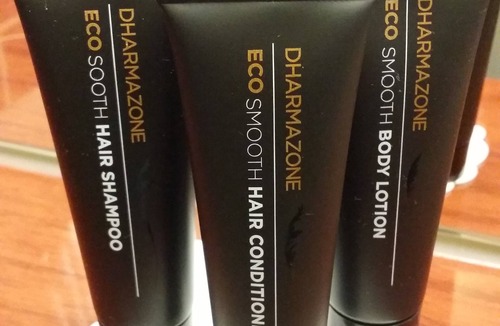 DHARMAZONE
ECO SOOTH HAIR SHAMPOO
DHARMAZONE
ECO SMOOTH HAIR CONDITION
DHARMAZONE
ECO SMOOTH BODY LOTION